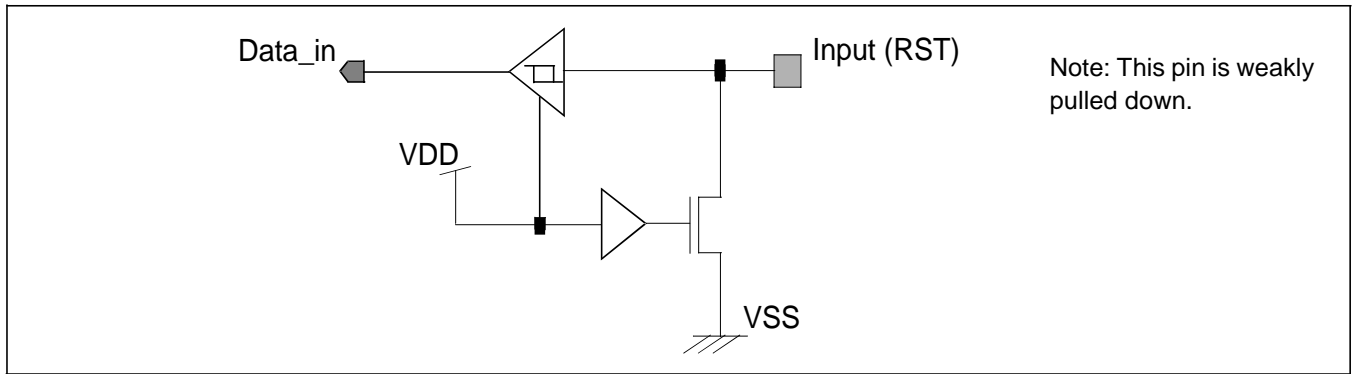 Data_in
Input (RST)
Note: This pin is weakly
pulled down.
VDD
VSS